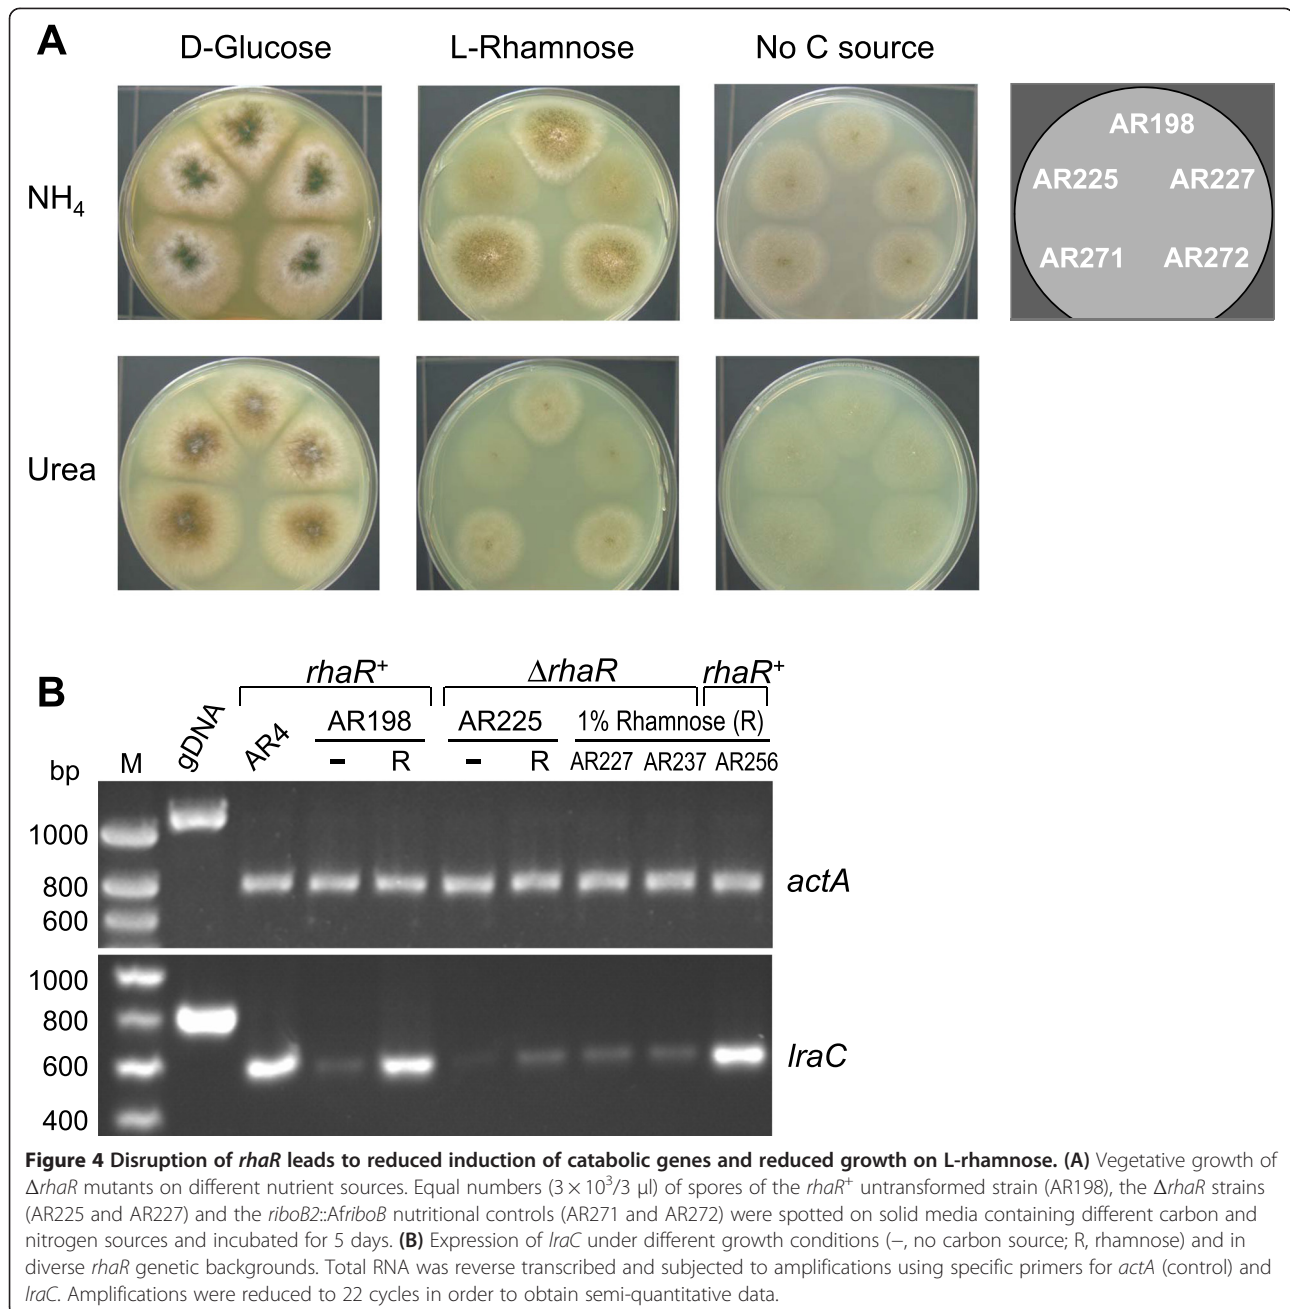 A
D-Glucose L-Rhamnose No C source
NH4
AR198
AR225 AR227
AR271 AR272
Urea
B
rhaR+ ΔrhaR rhaR+
gDNA AR4 AR198 AR225 1% Rhamnose (R)
bp M – R – R AR227 AR237 AR256
1000
800
600
actA
1000
800
600
400
lraC
Figure 4 Disruption of rhaR leads to reduced induction of catabolic genes and reduced growth on L-rhamnose. (A) Vegetative growth of
ΔrhaR mutants on different nutrient sources. Equal numbers (3 × 10³/3 μl) of spores of the rhaR+ untransformed strain (AR198), the ΔrhaR strains
(AR225 and AR227) and the riboB2::AfriboB nutritional controls (AR271 and AR272) were spotted on solid media containing different carbon and
nitrogen sources and incubated for 5 days. (B) Expression of lraC under different growth conditions (−, no carbon source; R, rhamnose) and in
diverse rhaR genetic backgrounds. Total RNA was reverse transcribed and subjected to amplifications using specific primers for actA (control) and
lraC. Amplifications were reduced to 22 cycles in order to obtain semi-quantitative data.